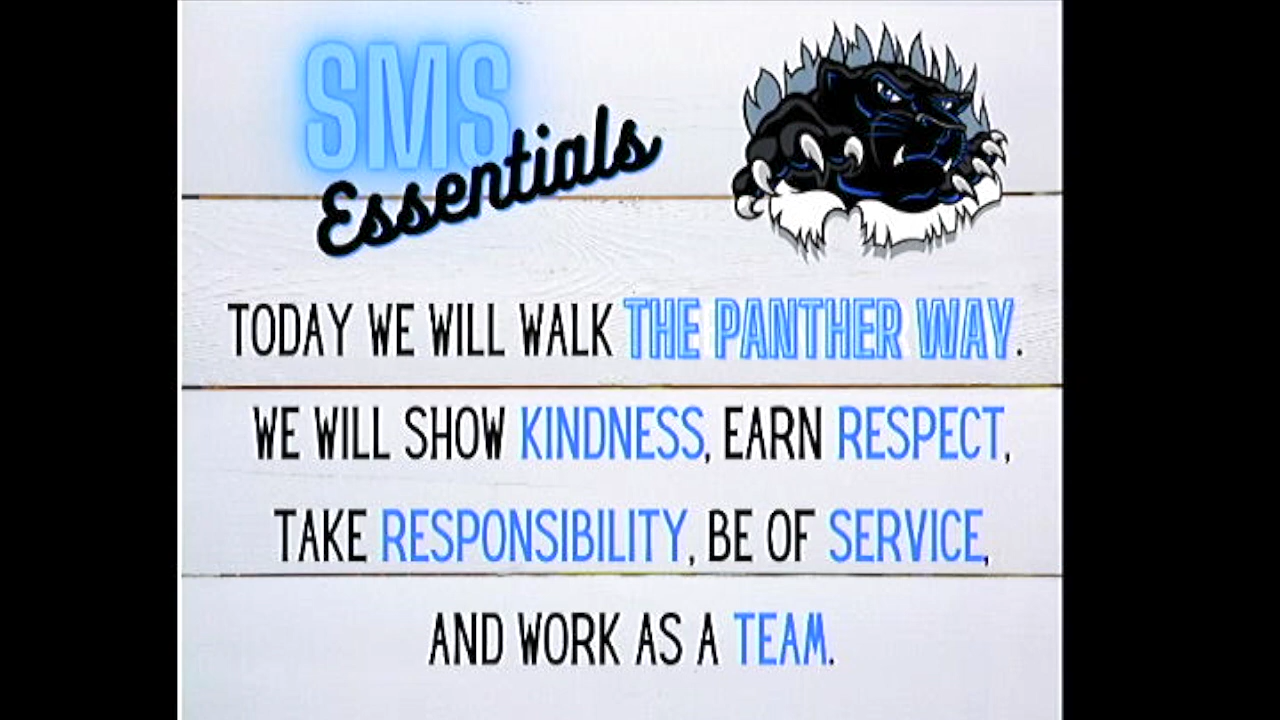 SMS
Essentials
TODAY WE WILL WALK THE PANTHER WAY.
WE WILL SHOW KINDNESS, EARN RESPECT,
TAKE RESPONSIBILITY, BE OF SERVICE,
AND WORK AS A TEAM.